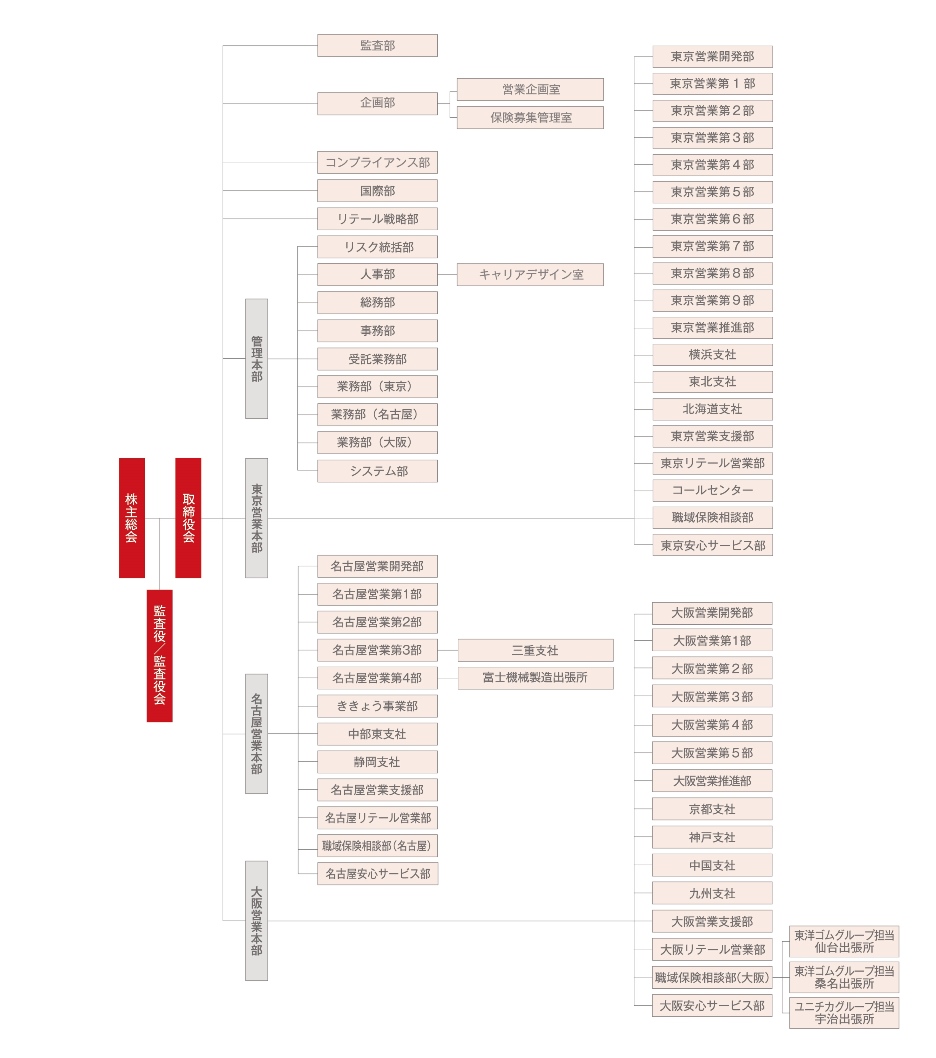 株主総会
取締役会
監査役／監査役会
監査部
企画部
営業企画室
保険募集管理室
コンプライアンス部
国際部
リテール戦略部
管理本部
リスク統括部
人事部
キャリアデザイン室
総務部
事務部
受託業務部
業務部（東京）
業務部（名古屋）
業務部（大阪）
システム部
東京営業本部
東京営業開発部
東京営業第１部
東京営業第２部
東京営業第３部
東京営業第４部
東京営業第５部
東京営業第６部
東京営業第７部
東京営業第８部
東京営業第９部
東京営業推進部
横浜支社
東北支社
北海道支社
東京営業支援部
東京リテール営業部
コールセンター
職域保険相談部
東京安心サービス部
名古屋営業本部
名古屋営業開発部
名古屋営業第1部
名古屋営業第2部
名古屋営業第3部
三重支社
名古屋営業第4部
富士機械製造出張所
ききょう事業部
中部東支社
静岡支社
名古屋営業支援部
名古屋リテール営業部
職域保険相談部(名古屋)
名古屋安心サービス部
大阪営業本部
大阪営業開発部
大阪営業第1部
大阪営業第２部
大阪営業第３部
大阪営業第４部
大阪営業第５部
大阪営業推進部
京都支社
神戸支社
中国支社
九州支社
大阪営業支援部
大阪リテール営業部
職域保険相談部(大阪)
東洋ゴムグループ担当
仙台出張所
東洋ゴムグループ担当
桑名出張所
ユニチカグループ担当
宇治出張所
大阪安心サービス部